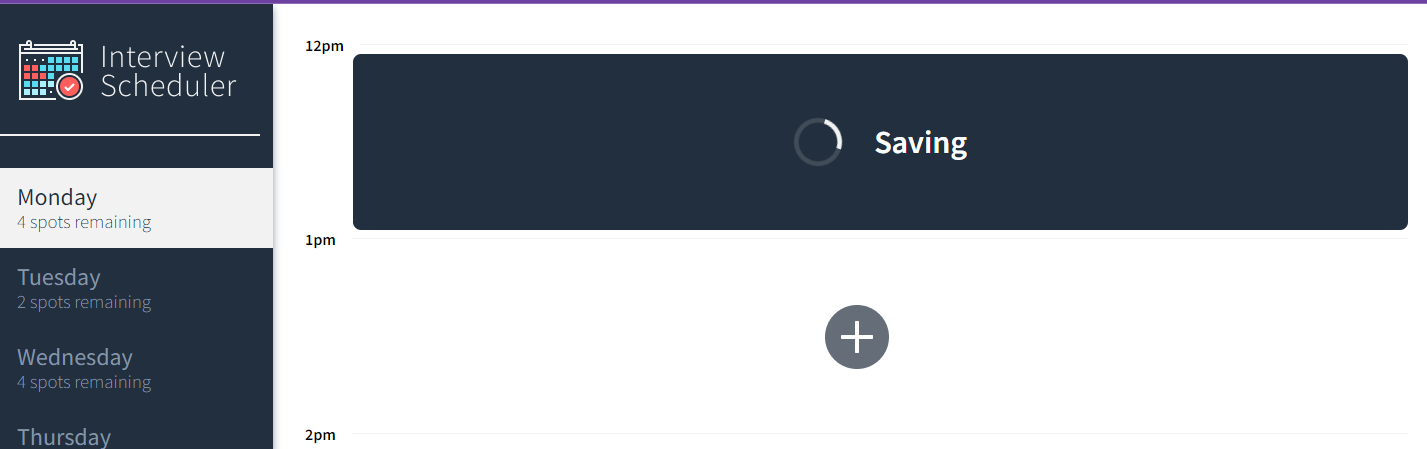 Interview
Scheduler
Monday
4 spots remaining
Tuesday
2 spots remaining
Wednesday
4 spots remaining
Thursday
12pm
Saving
1pm
2pm